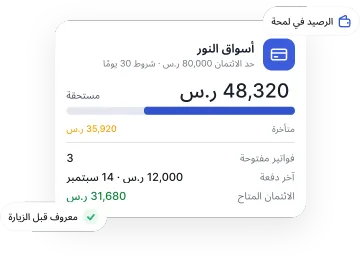 الرصيد في لمحة
أسواق النور
حد الائتمان 80,000 ر.س · شروط 30 يومًا
48,320 ر.س مستحقة
متأخرة 35,920 ر.س
فواتير مفتوحة 3
آخر دفعة 12,000 ر.س · 14 سبتمبر
الائتمان المتاح 31,680 ر.س
معروف قبل الزيارة